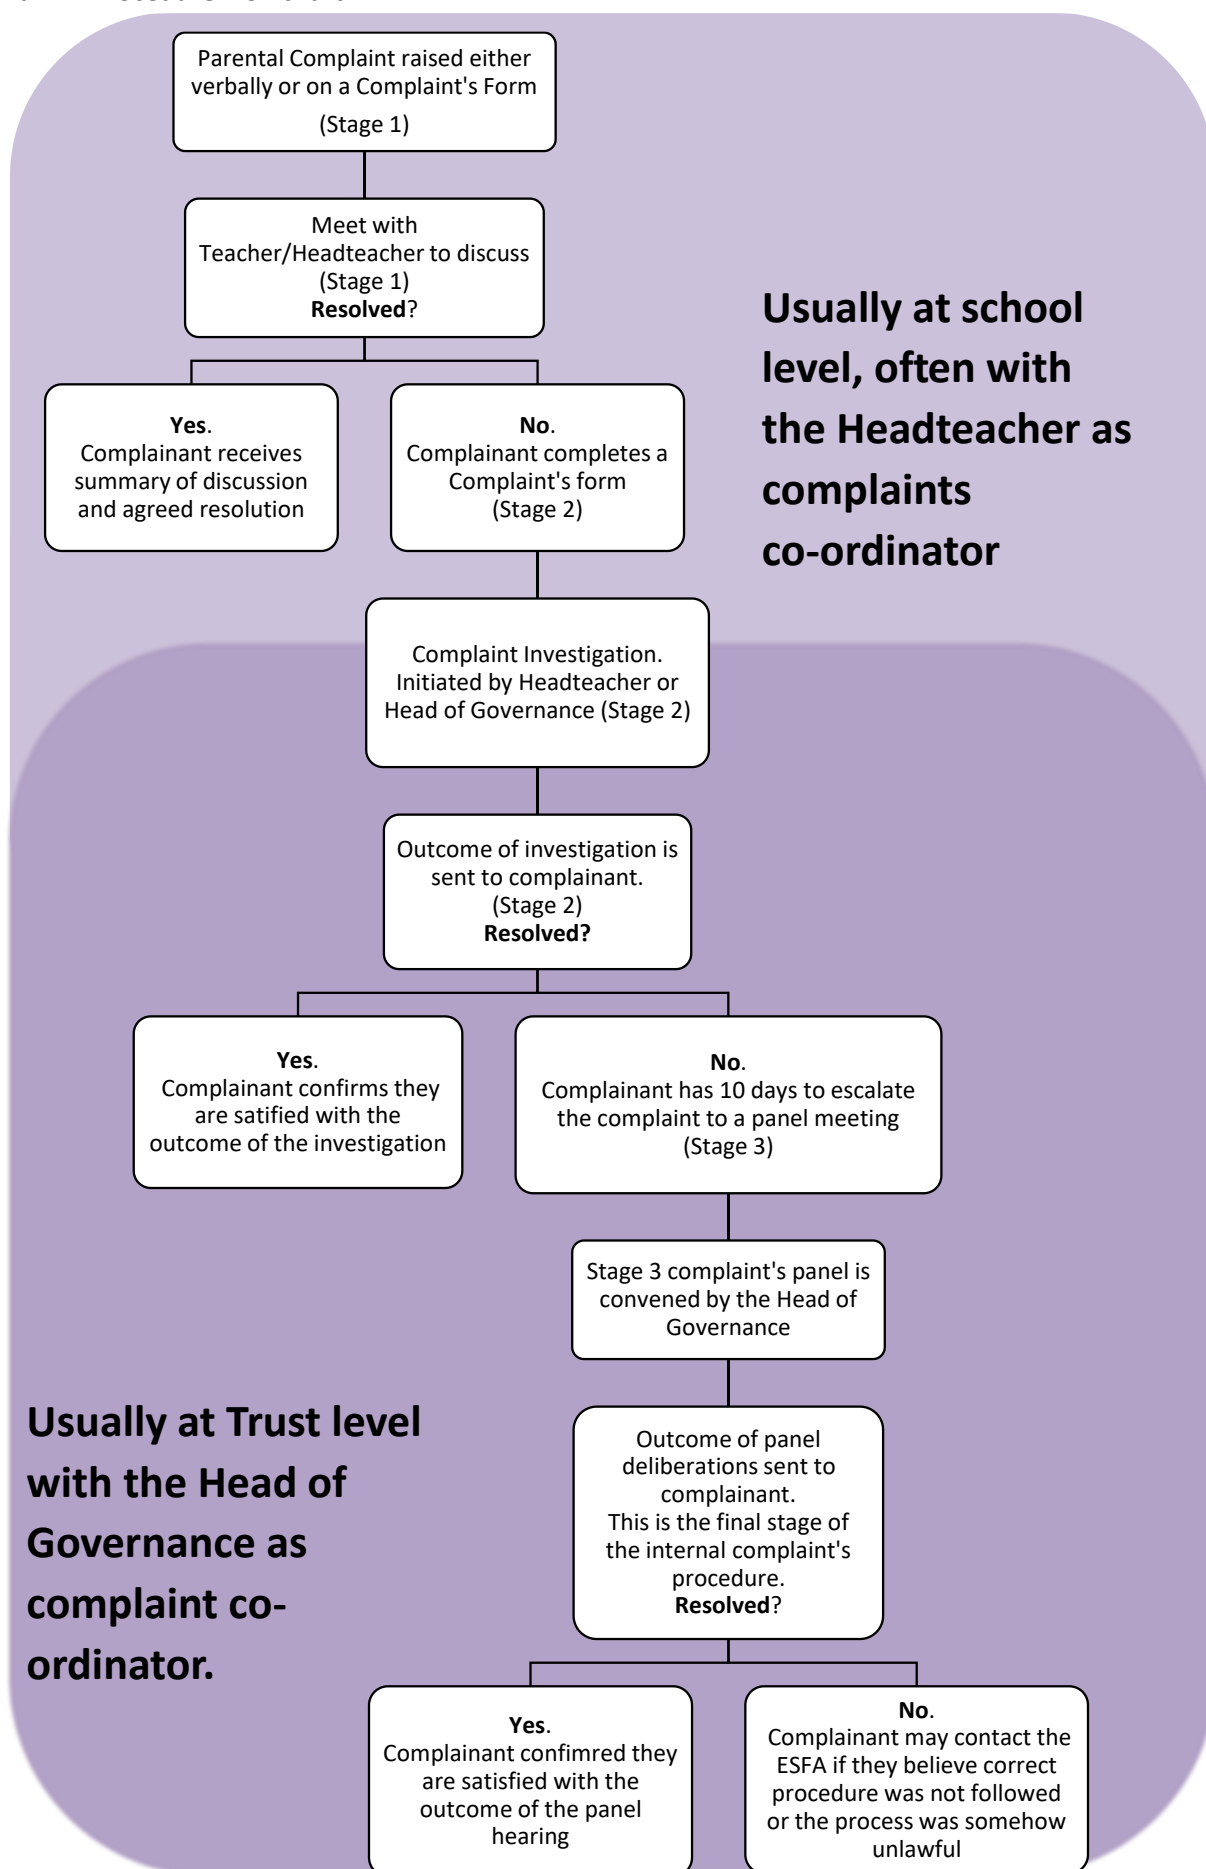 Parental Complaint raised either
verbally or on a Complaint's Form
(Stage 1)
Meet with
Teacher/Headteacher to discuss
(Stage 1)
Resolved?
Usually at school
level, often with
the Headteacher as
complaints
co-ordinator
Yes.
Complainant receives
summary of discussion
and agreed resolution
No.
Complainant completes a
Complaint's form
(Stage 2)
Complaint Investigation.
Initiated by Headteacher or
Head of Governance (Stage 2)
Outcome of investigation is
sent to complainant.
(Stage 2)
Resolved?
Yes.
Complainant confirms they
are satified with the
outcome of the investigation
No.
Complainant has 10 days to escalate
the complaint to a panel meeting
(Stage 3)
Stage 3 complaint's panel is
convened by the Head of
Governance
Usually at Trust level
with the Head of
Governance as
complaint co-
ordinator.
Outcome of panel
deliberations sent to
complainant.
This is the final stage of
the internal complaint's
procedure.
Resolved?
Yes.
Complainant confimred they
are satisfied with the
outcome of the panel
hearing
No.
Complainant may contact the
ESFA if they believe correct
procedure was not followed
or the process was somehow
unlawful